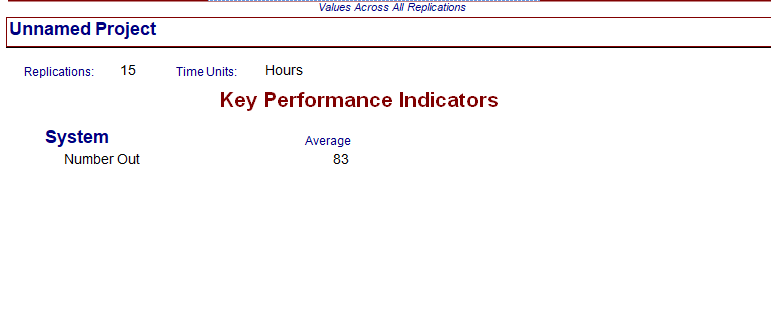 Values Across All Replications
Unnamed Project
Replications: 15 Time Units: Hours
Key Performance Indicators
System Average
Number Out 83